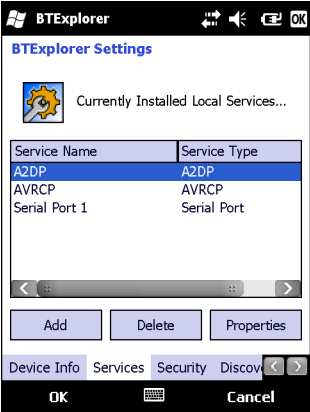 BTExplorer OK
BTExplorer Settings
Currently Installed Local Services...
Service Name Service Type
A2DP A2DP
AVRCP AVRCP
Serial Port 1 Serial Port
Add Delete Properties
Device Info Services Security Discov
OK Cancel